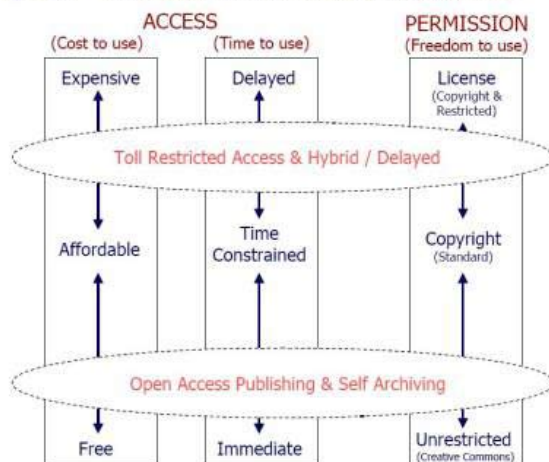 ACCESS
PERMISSION
(Cost to use)
(Time to use)
(Freedom to use)
Expensive
Delayed
License
(Copyright &
Restricted)
Toll Restricted Access & Hybrid / Delayed
Affordable
Time
Constrained
Copyright
(Standard)
Open Access Publishing & Self Archiving
Free
Immediate
Unrestricted
(Creative Commons)